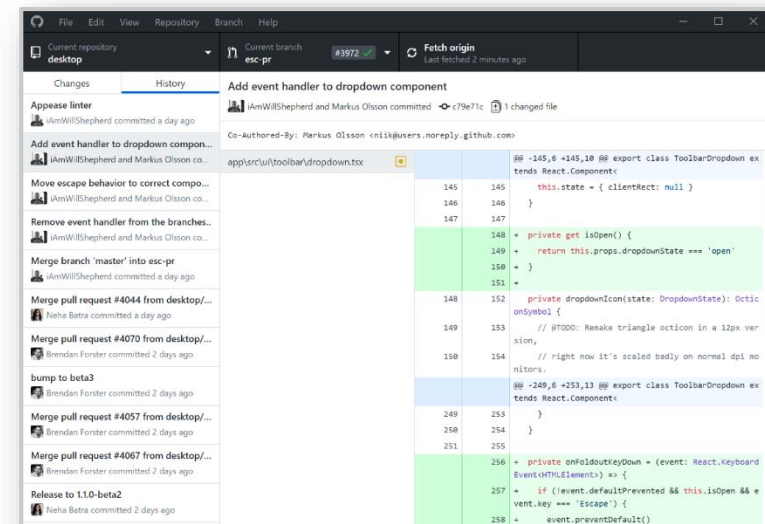 File Edit View Repository Branch Help
Current repository
desktop
Current branch
esc-pr
#3972
Fetch origin
Last fetched 2 minutes ago
Changes History
Appease linter
iAmWillShepherd committed a day ago
Add event handler to dropdown compon...
iAmWillShepherd and Markus Olsson co...
Move escape behavior to correct compo...
iAmWillShepherd and Markus Olsson co...
Remove event handler from the branches..
iAmWillShepherd and Markus Olsson co...
Merge branch 'master' into esc-pr
iAmWillShepherd committed a day ago
Merge pull request #4044 from desktop/...
Neha Batra committed a day ago
Merge pull request #4070 from desktop/...
Brendan Forster committed 2 days ago
bump to beta3
Brendan Forster committed 2 days ago
Merge pull request #4057 from desktop/...
Brendan Forster committed 2 days ago
Merge pull request #4067 from desktop/...
Brendan Forster committed 2 days ago
Release to 1.1.0-beta2
Neha Batra committed 2 days ago
Add event handler to dropdown component
iAmWillShepherd and Markus Olsson committed c79e71c 1 changed file
Co-Authored-By: Markus Olsson <niik@users.noreply.github.com>
app\src\ui\toolbar\dropdown.tsx
@@ -145,6 +145,10 @@ export class ToolbarDropdown ex
tends React.Component<
145 145 this.state = { clientRect: null }
146 146 }
147 147
148 + private get isOpen() {
149 + return this.props.dropdownState === 'open'
150 + }
151 +
148 152 private dropdownIcon(state: DropdownState): Octic
onSymbol {
149 153 // @TODO: Remake triangle octicon in a 12px ver
sion,
150 154 // right now it's scaled badly on normal dpi mo
nitors.
@@ -249,6 +253,13 @@ export class ToolbarDropdown ex
tends React.Component<
249 253 }
250 254 }
251 255
256 + private onFoldoutKeyDown = (event: React.Keyboard
Event<HTMLElement>) => {
257 + if (!event.defaultPrevented && this.isOpen && e
vent.key === 'Escape') {
258 + event.preventDefault()